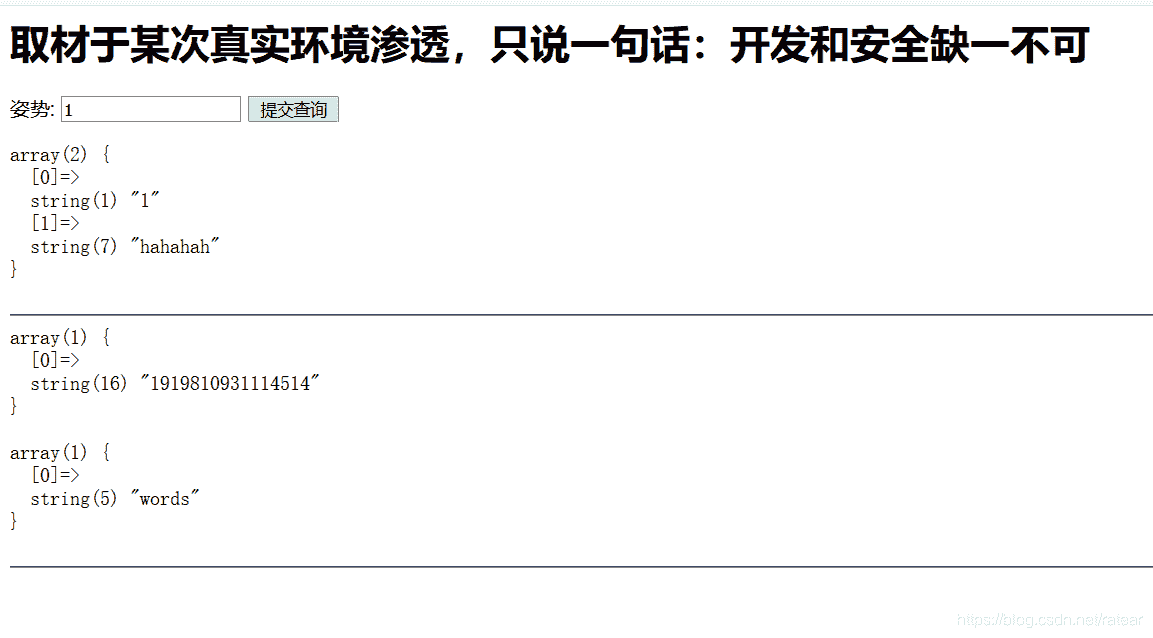 取材于某次真实环境渗透，只说一句话：开发和安全缺一不可
姿势: 1 提交查询
array(2) {
  [0]=>
  string(1) "1"
  [1]=>
  string(7) "hahahah"
}
array(1) {
  [0]=>
  string(16) "1919810931114514"
}
array(1) {
  [0]=>
  string(5) "words"
}
https://blog.csdn.net/ratear